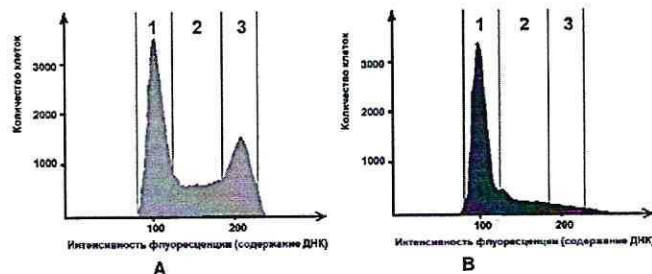 1 2 3
Количество клеток
3000
2000
1000
100 200
Интенсивность флуоресценции (содержание ДНК)
А
1 2 3
Количество клеток
3000
2000
1000
100 200
Интенсивность флуоресценции (содержание ДНК)
В